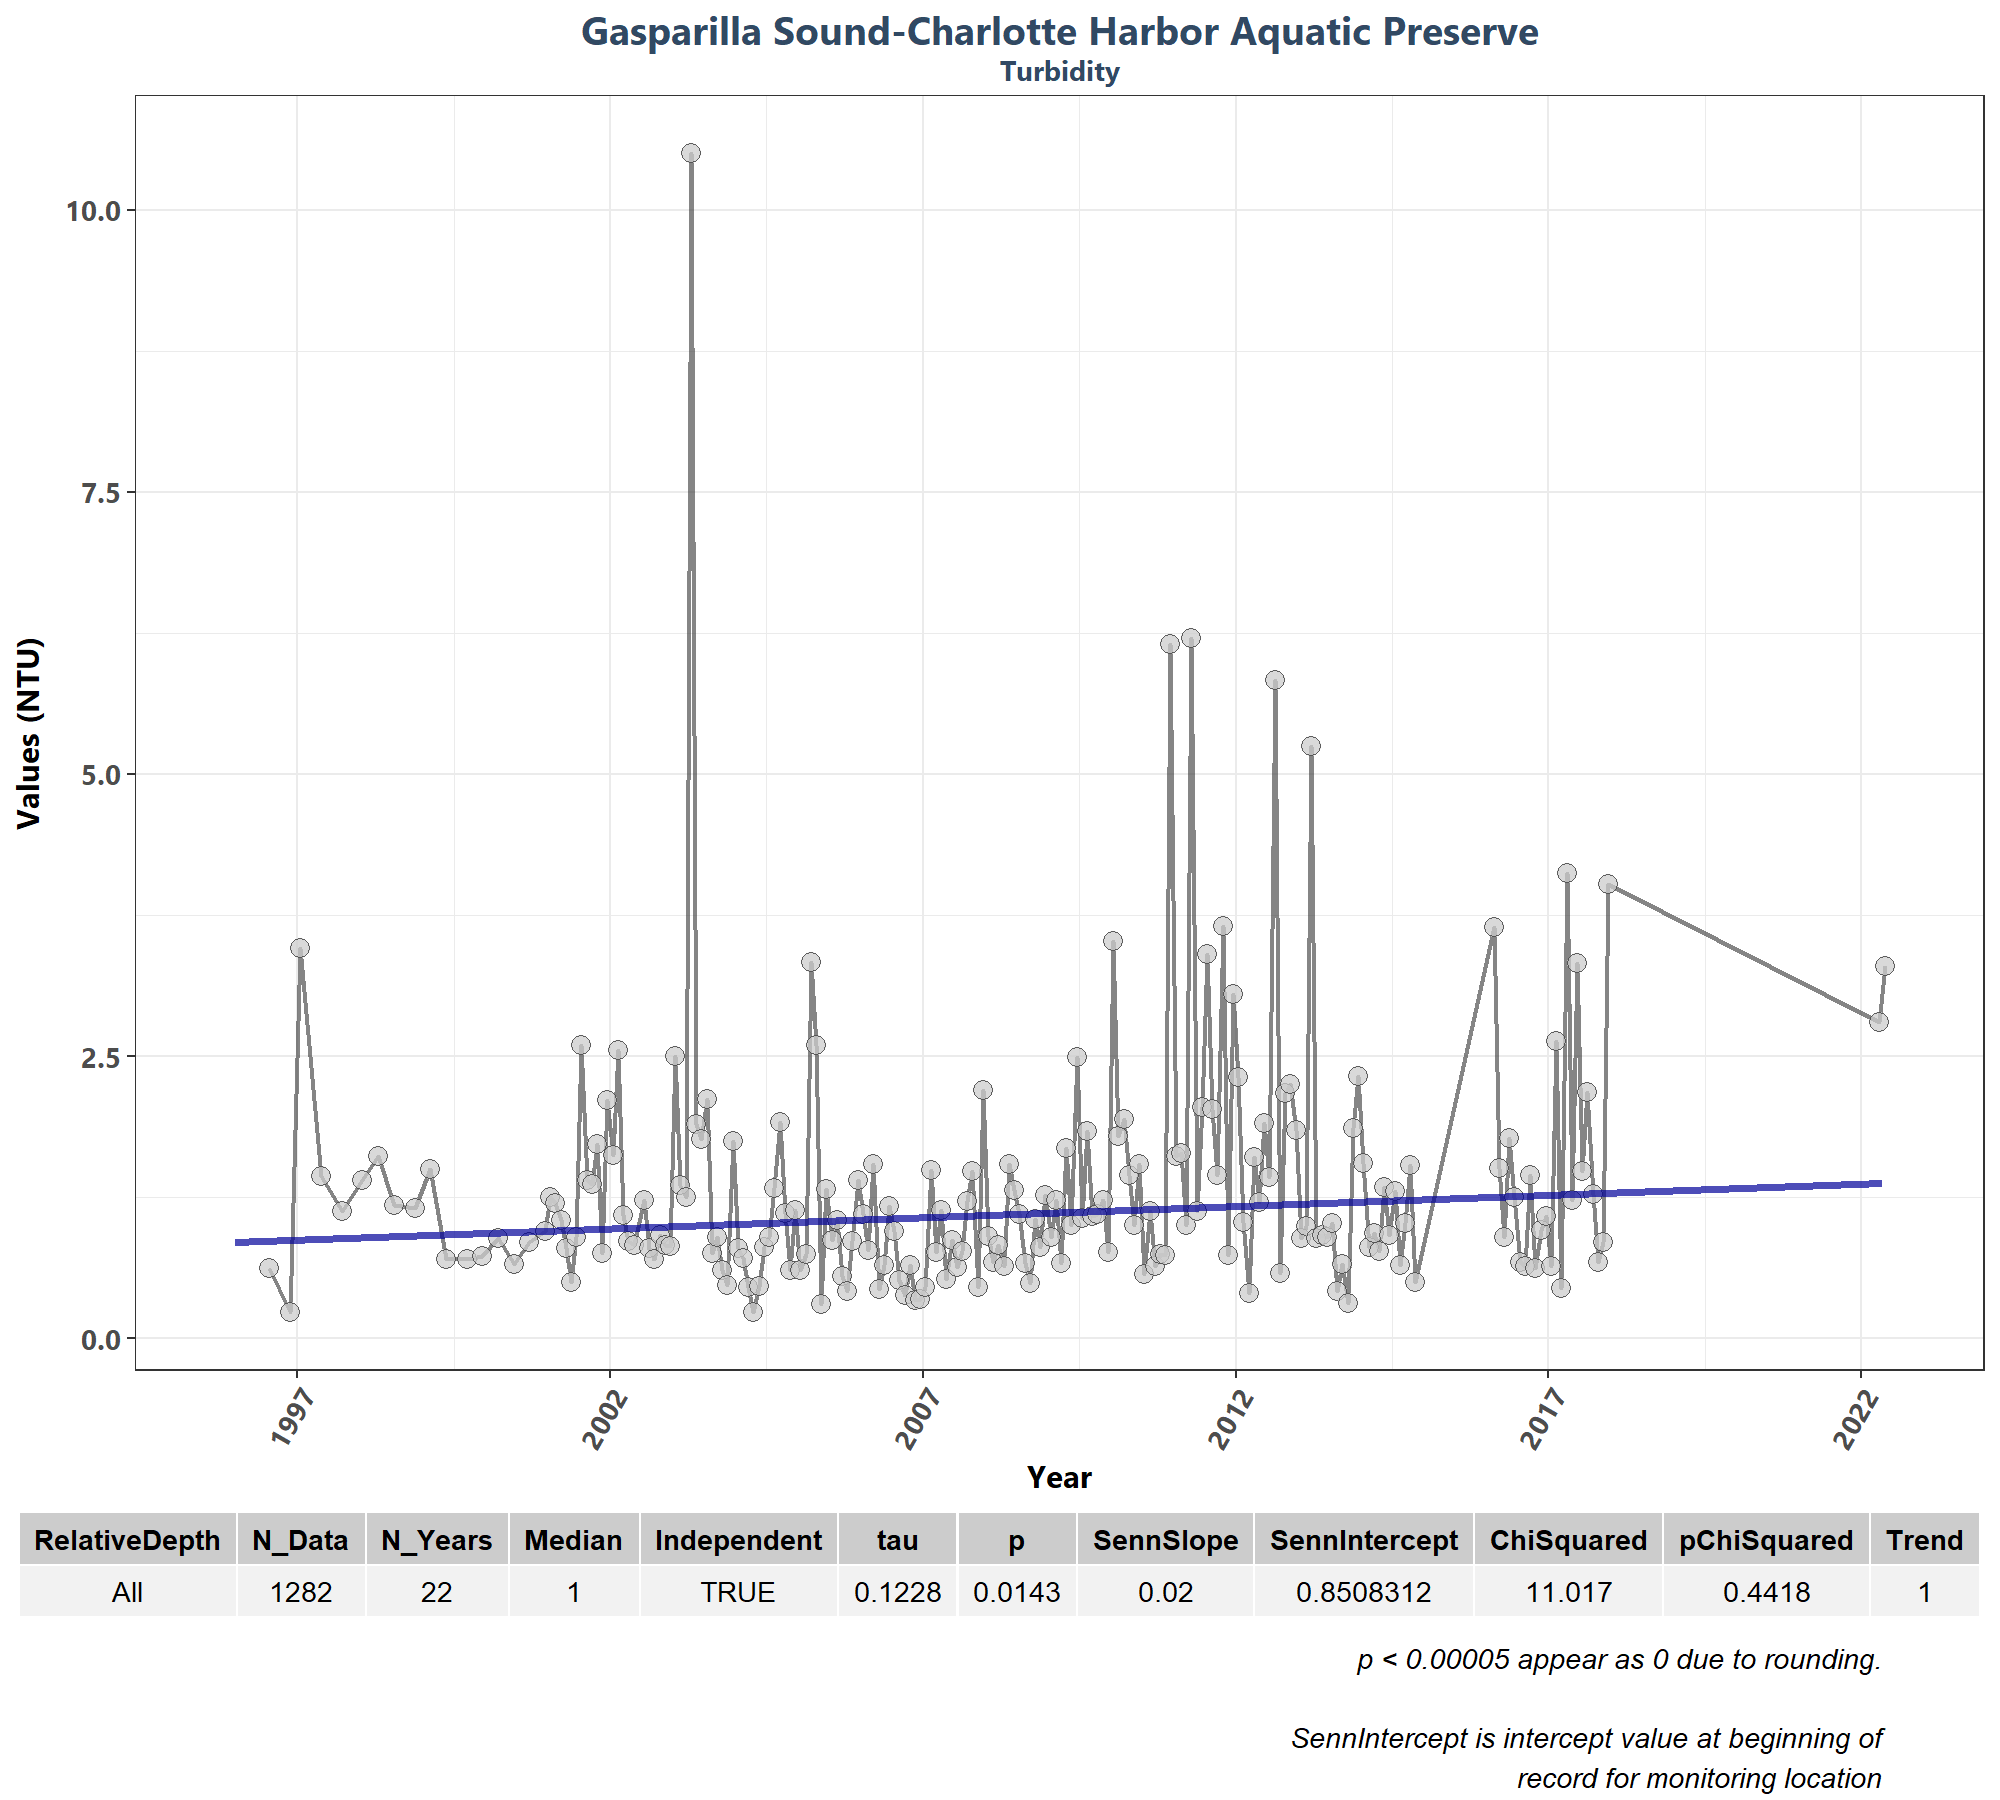 Gasparilla Sound-Charlotte Harbor Aquatic Preserve
Turbidity
Values (NTU)
10.0
7.5
5.0
2.5
0.0
1997 2002 2007 2012 2017 2022
Year
RelativeDepth N_Data N_Years Median Independent tau p SennSlope SennIntercept ChiSquared pChiSquared Trend
All 1282 22 1 TRUE 0.1228 0.0143 0.02 0.8508312 11.017 0.4418 1
p < 0.00005 appear as 0 due to rounding.
SennIntercept is intercept value at beginning of
record for monitoring location